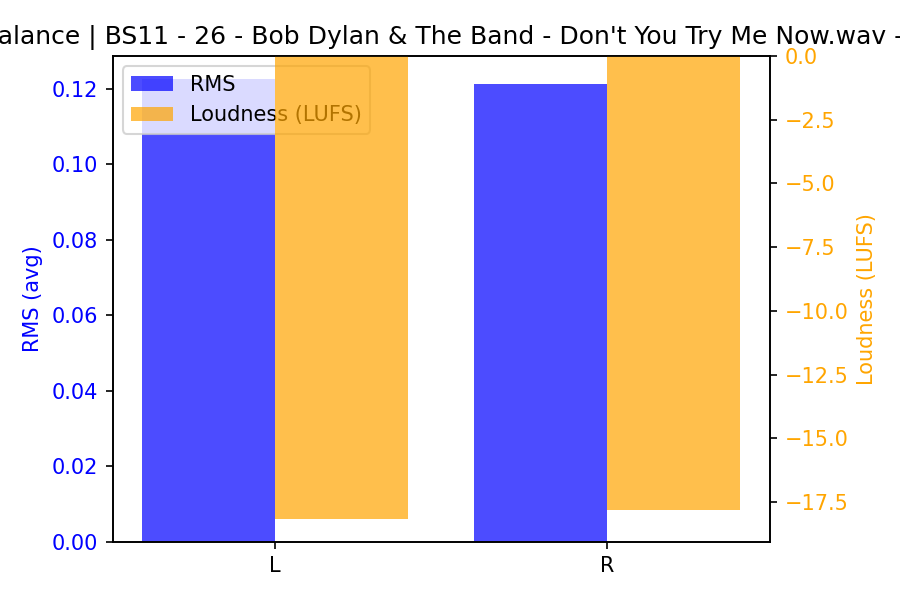 alance | BS11 - 26 - Bob Dylan & The Band - Don't You Try Me Now.wav -
RMS
Loudness (LUFS)
0.12
0.10
0.08
0.06
0.04
0.02
0.00
RMS (avg)
0.0
−2.5
−5.0
−7.5
−10.0
−12.5
−15.0
−17.5
Loudness (LUFS)
L
R